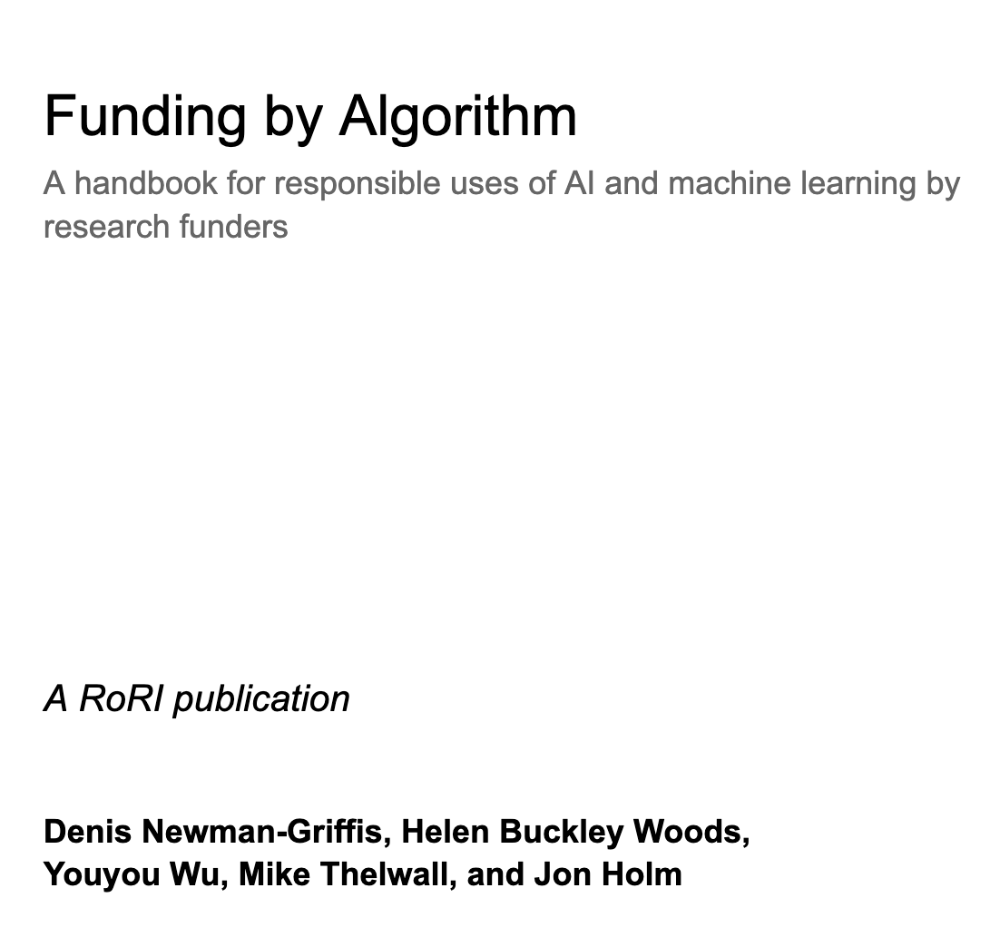 Funding by Algorithm
A handbook for responsible uses of AI and machine learning by
research funders
A RoRI publication
Denis Newman-Griffis, Helen Buckley Woods,
Youyou Wu, Mike Thelwall, and Jon Holm